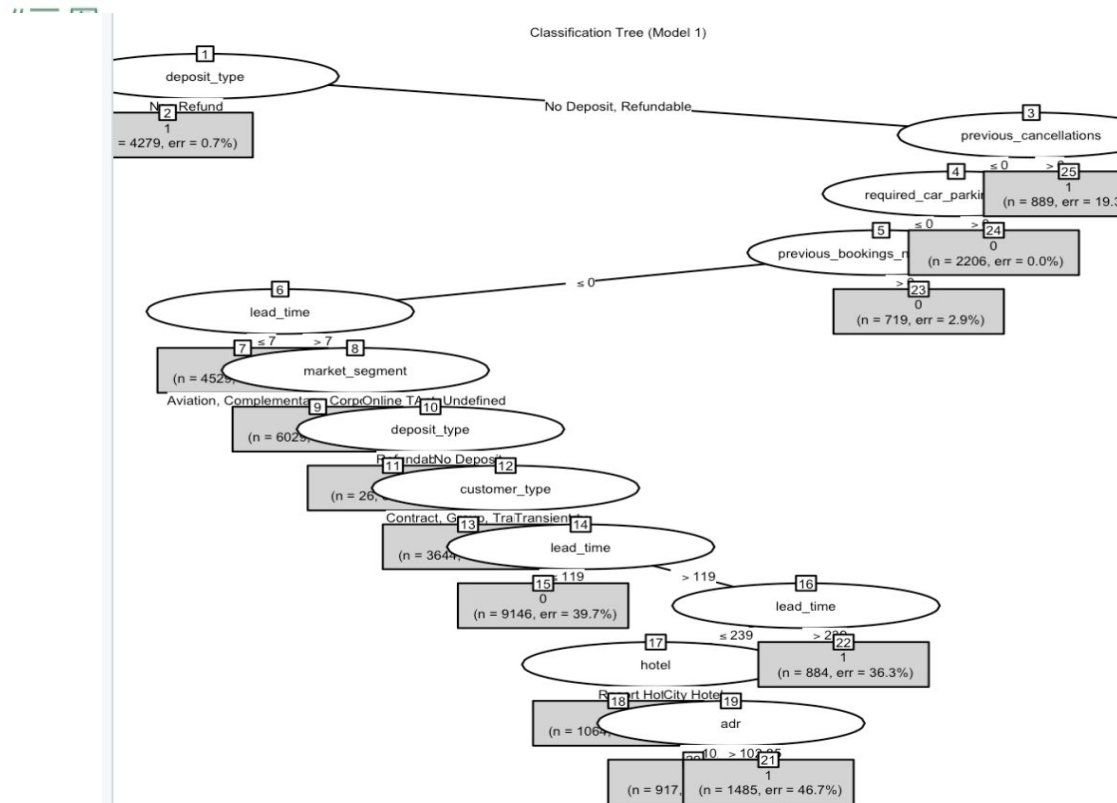 Classification Tree (Model 1)
1
deposit_type
Refund
No Deposit, Refundable
2
1
= 4279, err = 0.7%)
3
previous_cancellations
≤ 0
>
4
required_car_parki
25
1
(n = 889, err = 19.3
≤ 0
>
5
previous_bookings_n
24
0
(n = 2206, err = 0.0%)
≤ 0
>
23
0
(n = 719, err = 2.9%)
6
lead_time
≤ 7
> 7
7
(n = 4529,
8
market_segment
Aviation, Complementa
Corp
Online TA
Undefined
9
(n = 6029,
10
deposit_type
No Deposit
11
(n = 26,
12
customer_type
Contract, G
p, Tra
Transient
13
(n = 3644,
14
lead_time
≤ 119
> 119
15
0
(n = 9146, err = 39.7%)
16
lead_time
≤ 239
>
17
hotel
22
1
(n = 884, err = 36.3%)
City Hotel
18
(n = 1064,
19
adr
(n = 917,
21
1
(n = 1485, err = 46.7%)